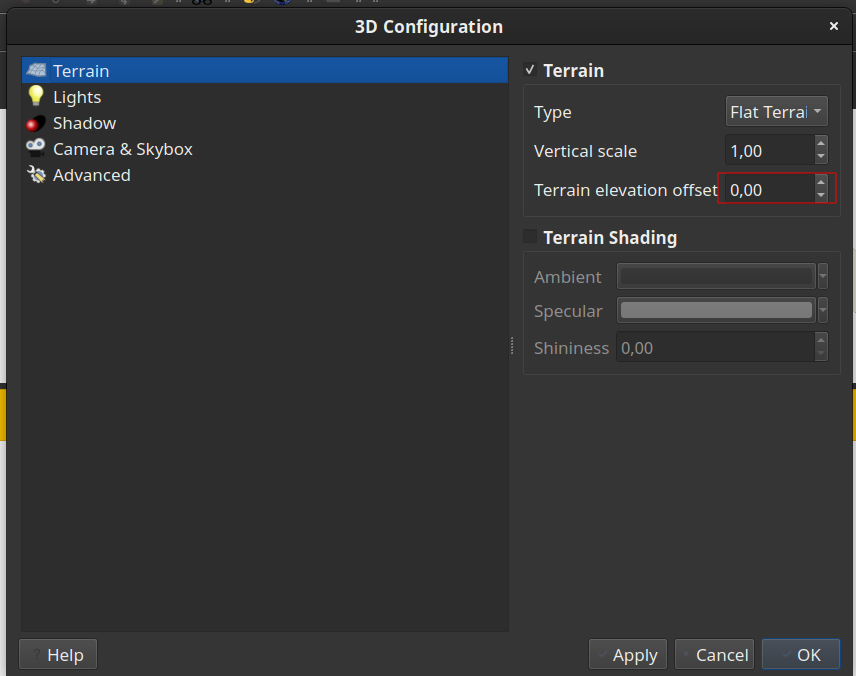 3D Configuration
Terrain
Lights
Shadow
Camera & Skybox
Advanced
Terrain
Type
Flat Terrai
Vertical scale
1,00
Terrain elevation offset
0,00
Terrain Shading
Ambient
Specular
Shininess
0,00
Help
Apply
Cancel
OK